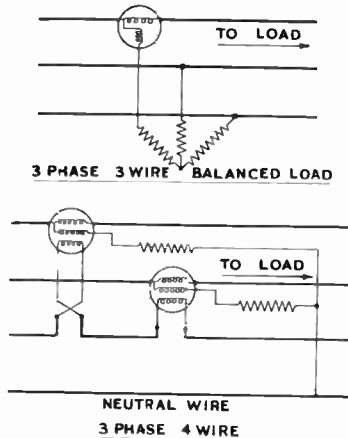 TO LOAD
3 PHASE 3 WIRE BALANCED LOAD
TO LOAD
NEUTRAL WIRE
3 PHASE 4 WIRE